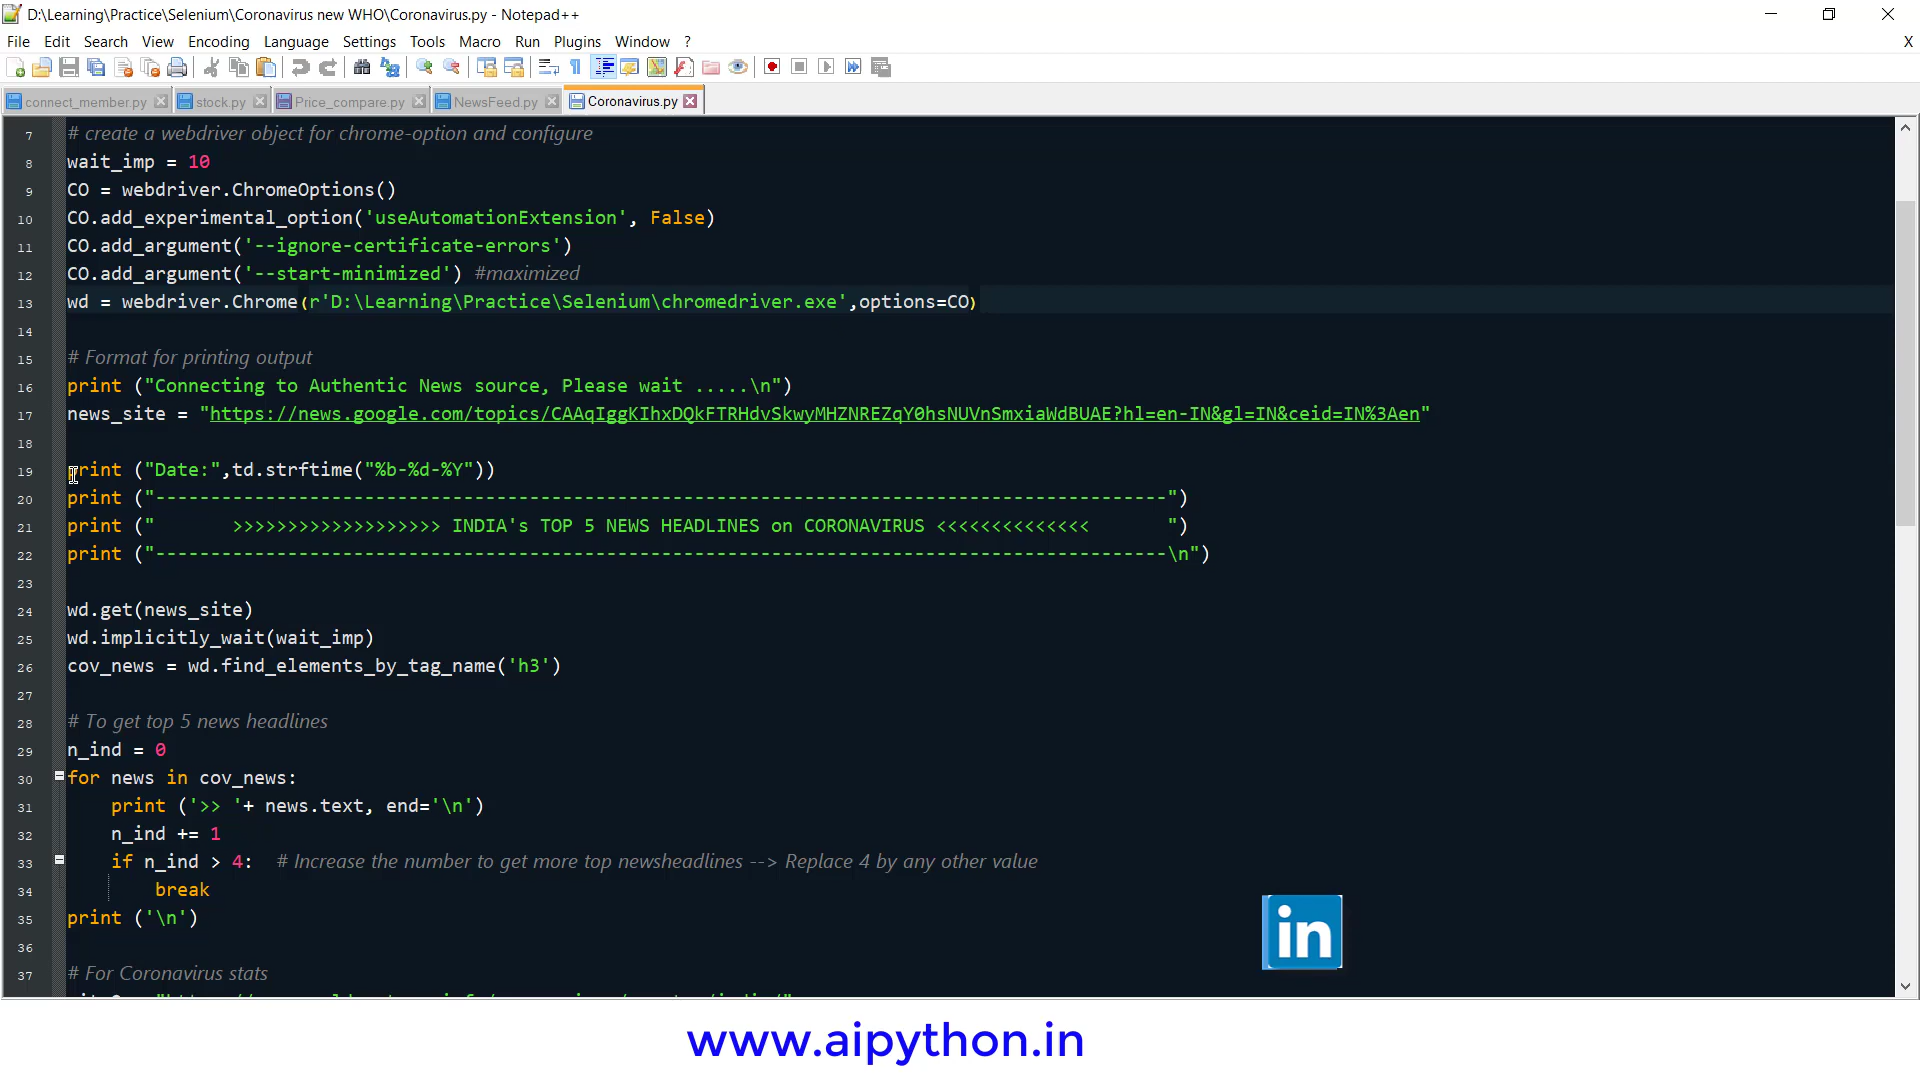 D:\Learning\Practice\Selenium\Coronavirus new WHO\Coronavirus.py - Notepad++
File Edit Search View Encoding Language Settings Tools Macro Run Plugins Window ? X
connect_member.py stock.py Price_compare.py NewsFeed.py Coronavirus.py
7 # create a webdriver object for chrome-option and configure
8 wait_imp = 10
9 CO = webdriver.ChromeOptions()
10 CO.add_experimental_option('useAutomationExtension', False)
11 CO.add_argument('--ignore-certificate-errors')
12 CO.add_argument('--start-minimized') #maximized
13 wd = webdriver.Chrome(r'D:\Learning\Practice\Selenium\chromedriver.exe',options=CO)
14
15 # Format for printing output
16 print ("Connecting to Authentic News source, Please wait .....\n")
17 news_site = "https://news.google.com/topics/CAAqIggKIhxDQkFTRHdvSkwyMHZNREZqY0hsNUVnSmxiaWdBUAE?hl=en-IN&gl=IN&ceid=IN%3Aen"
18
19 print ("Date:",td.strftime("%b-%d-%Y"))
20 print ("--------------------------------------------------------------------------------------------")
21 print ("       >>>>>>>>>>>>>>>>>>> INDIA's TOP 5 NEWS HEADLINES on CORONAVIRUS <<<<<<<<<<<<<<       ")
22 print ("--------------------------------------------------------------------------------------------\n")
23
24 wd.get(news_site)
25 wd.implicitly_wait(wait_imp)
26 cov_news = wd.find_elements_by_tag_name('h3')
27
28 # To get top 5 news headlines
29 n_ind = 0
30 for news in cov_news:
31     print ('>> '+ news.text, end='\n')
32     n_ind += 1
33     if n_ind > 4:  # Increase the number to get more top newsheadlines --> Replace 4 by any other value
34         break
35 print ('\n')
36
37 # For Coronavirus stats
in
www.aipython.in